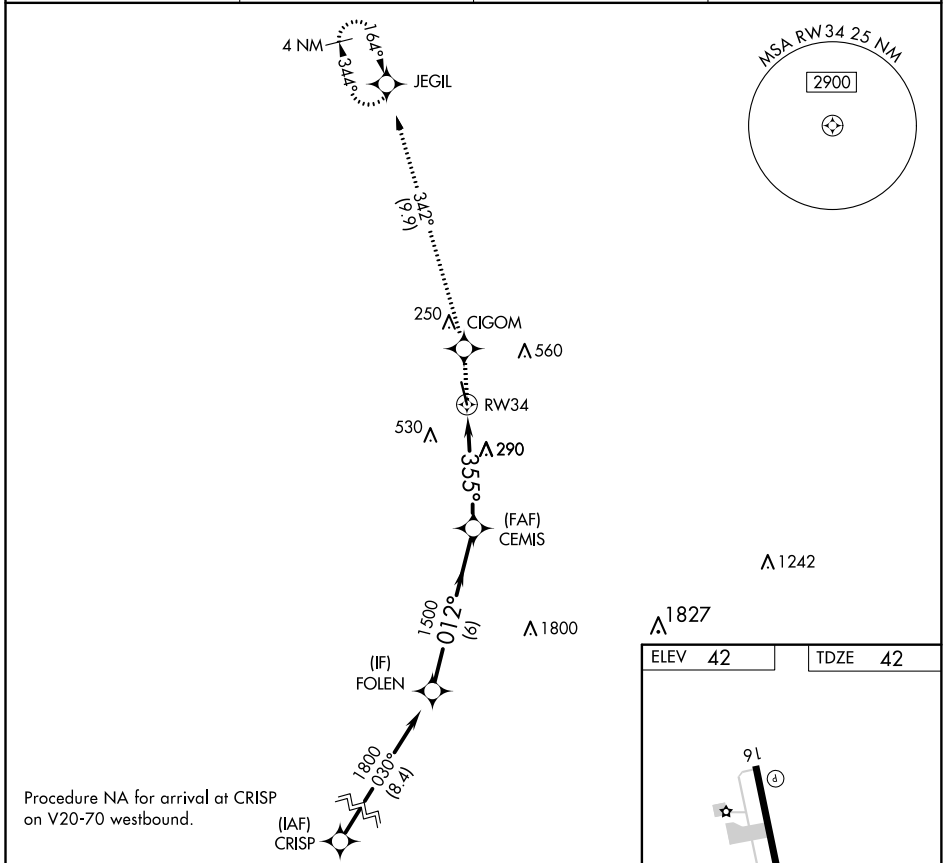 4 NM
164°
344°
JEGIL
MSA RW34 25 NM
2900
342°
(9.9)
250
CIGOM
560
RW34
530
290
355°
(FAF)
CEMIS
1242
1500
012°
(6)
1800
1827
(IF)
FOLEN
ELEV 42
TDZE 42
1800
030°
(8.4)
16
P
Procedure NA for arrival at CRISP
on V20-70 westbound.
(IAF)
CRISP